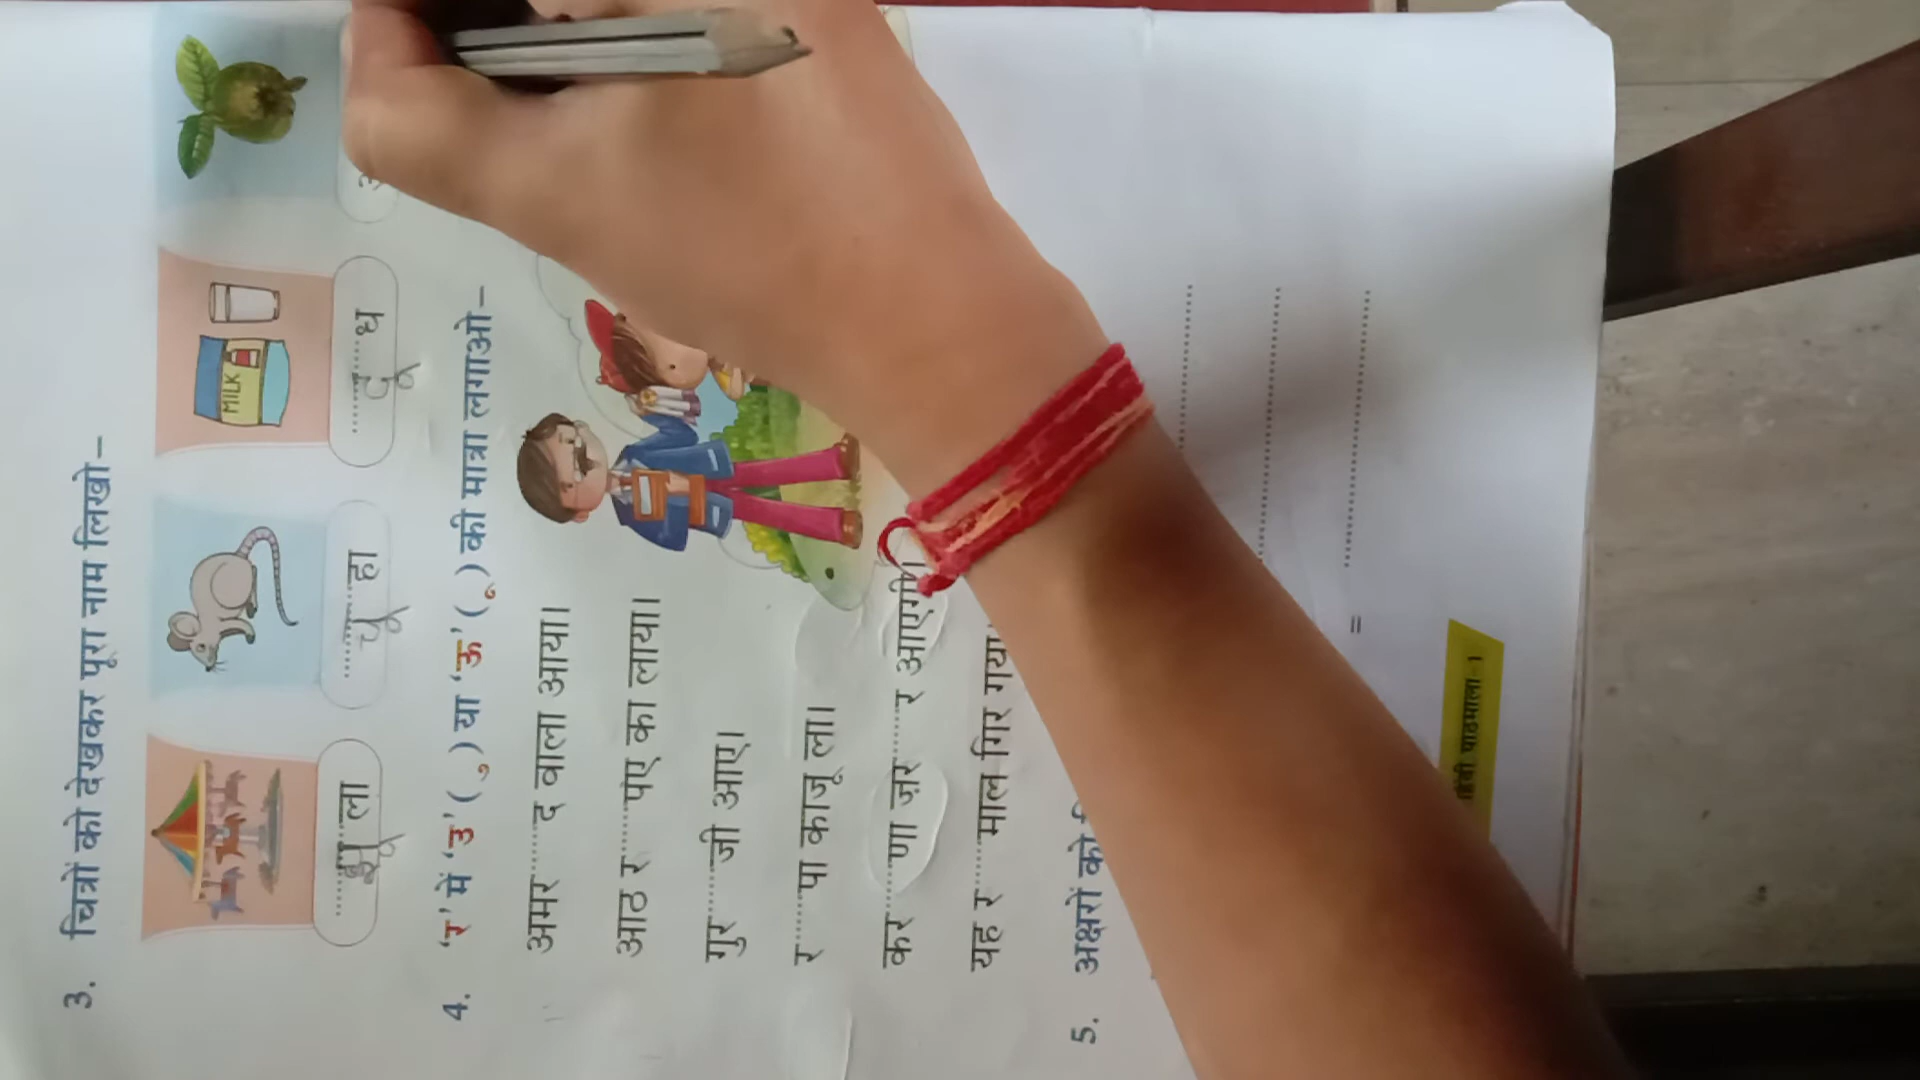 3. चित्रों को देखकर पूरा नाम लिखो–
MILK
झू ला
चू हा
दू ध
4. 'र' में 'उ' ( ु ) या 'ऊ' ( ू ) की मात्रा लगाओ–
अमर........द वाला आया।
आठ र........पए का लाया।
गुर........जी आए।
र........पा काजू ला।
कर........णा ज़र........र आएगी।
यह र........माल गिर गया
5. अक्षरों को
=
हिंदी पाठमाला-1